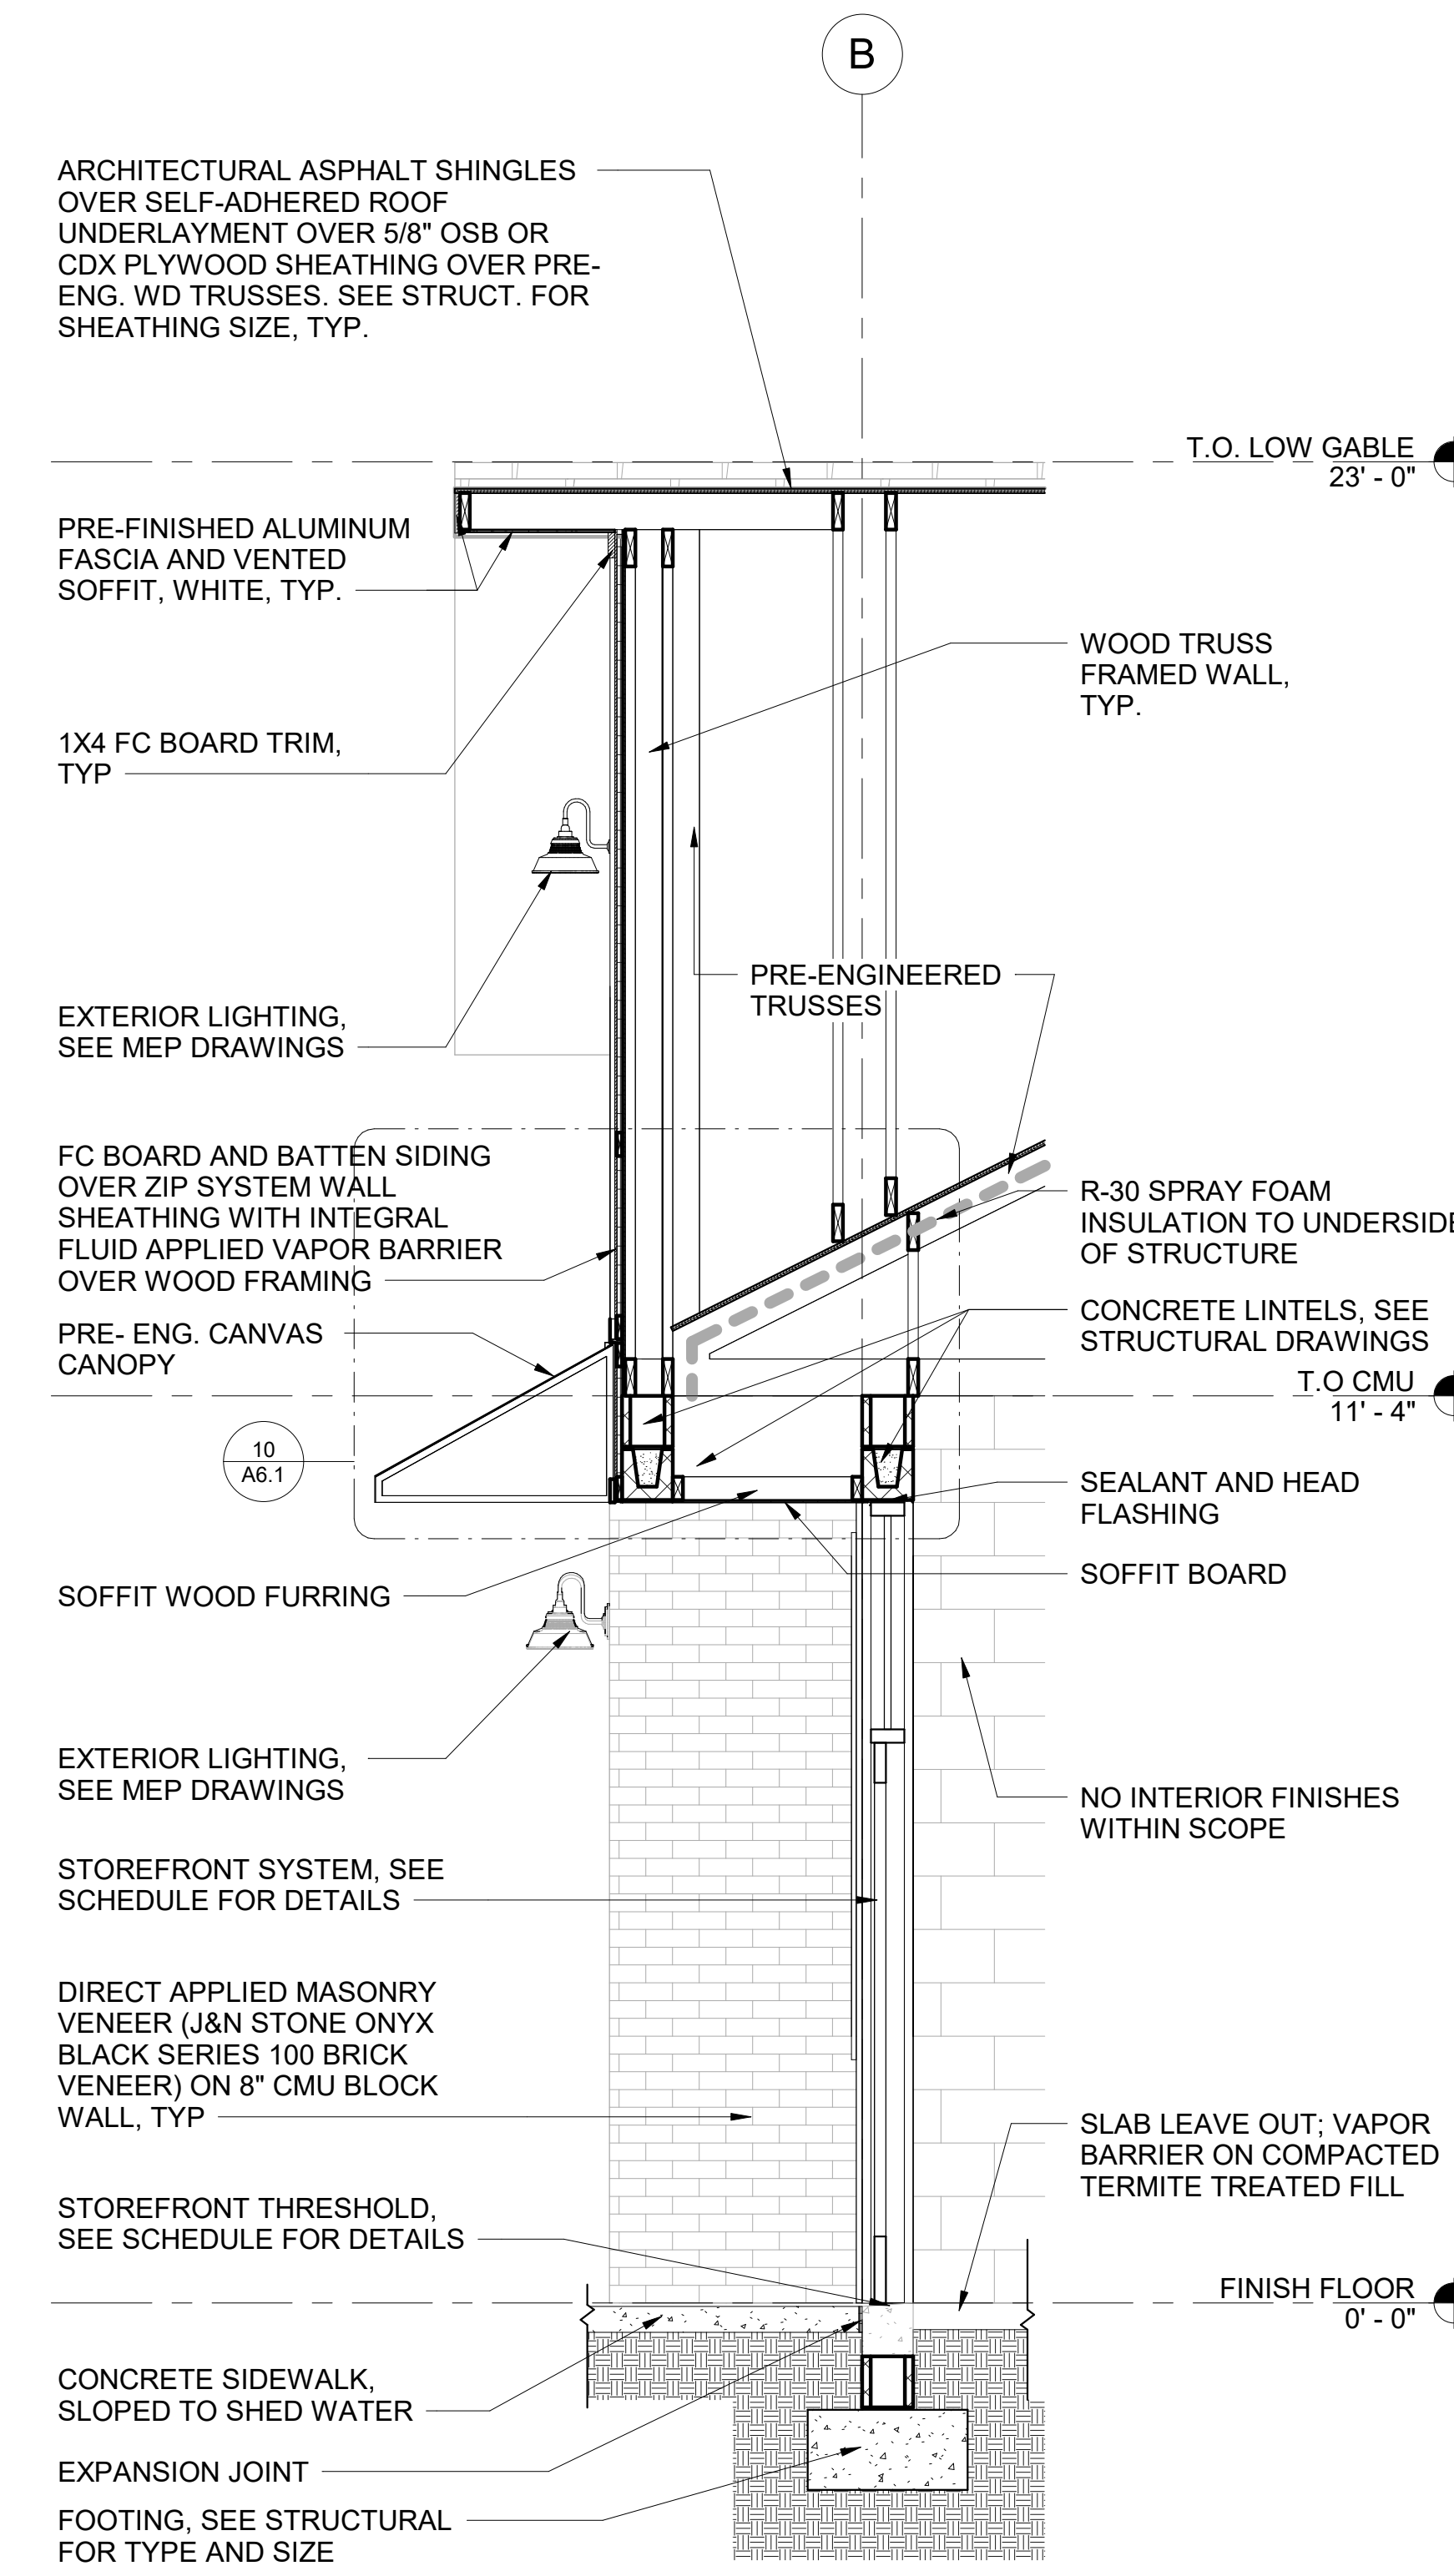 B
ARCHITECTURAL ASPHALT SHINGLES
OVER SELF-ADHERED ROOF
UNDERLAYMENT OVER 5/8" OSB OR
CDX PLYWOOD SHEATHING OVER PRE-
ENG. WD TRUSSES. SEE STRUCT. FOR
SHEATHING SIZE, TYP.
T.O. LOW GABLE
23' - 0"
PRE-FINISHED ALUMINUM
FASCIA AND VENTED
SOFFIT, WHITE, TYP.
WOOD TRUSS
FRAMED WALL,
TYP.
1X4 FC BOARD TRIM,
TYP
PRE-ENGINEERED
TRUSSES
EXTERIOR LIGHTING,
SEE MEP DRAWINGS
FC BOARD AND BATTEN SIDING
OVER ZIP SYSTEM WALL
SHEATHING WITH INTEGRAL
FLUID APPLIED VAPOR BARRIER
OVER WOOD FRAMING
R-30 SPRAY FOAM
INSULATION TO UNDERSIDE
OF STRUCTURE
PRE- ENG. CANVAS
CANOPY
CONCRETE LINTELS, SEE
STRUCTURAL DRAWINGS
T.O CMU
11' - 4"
10
A6.1
SEALANT AND HEAD
FLASHING
SOFFIT BOARD
SOFFIT WOOD FURRING
EXTERIOR LIGHTING,
SEE MEP DRAWINGS
NO INTERIOR FINISHES
WITHIN SCOPE
STOREFRONT SYSTEM, SEE
SCHEDULE FOR DETAILS
DIRECT APPLIED MASONRY
VENEER (J&N STONE ONYX
BLACK SERIES 100 BRICK
VENEER) ON 8" CMU BLOCK
WALL, TYP
SLAB LEAVE OUT; VAPOR
BARRIER ON COMPACTED
TERMITE TREATED FILL
STOREFRONT THRESHOLD,
SEE SCHEDULE FOR DETAILS
FINISH FLOOR
0' - 0"
CONCRETE SIDEWALK,
SLOPED TO SHED WATER
EXPANSION JOINT
FOOTING, SEE STRUCTURAL
FOR TYPE AND SIZE